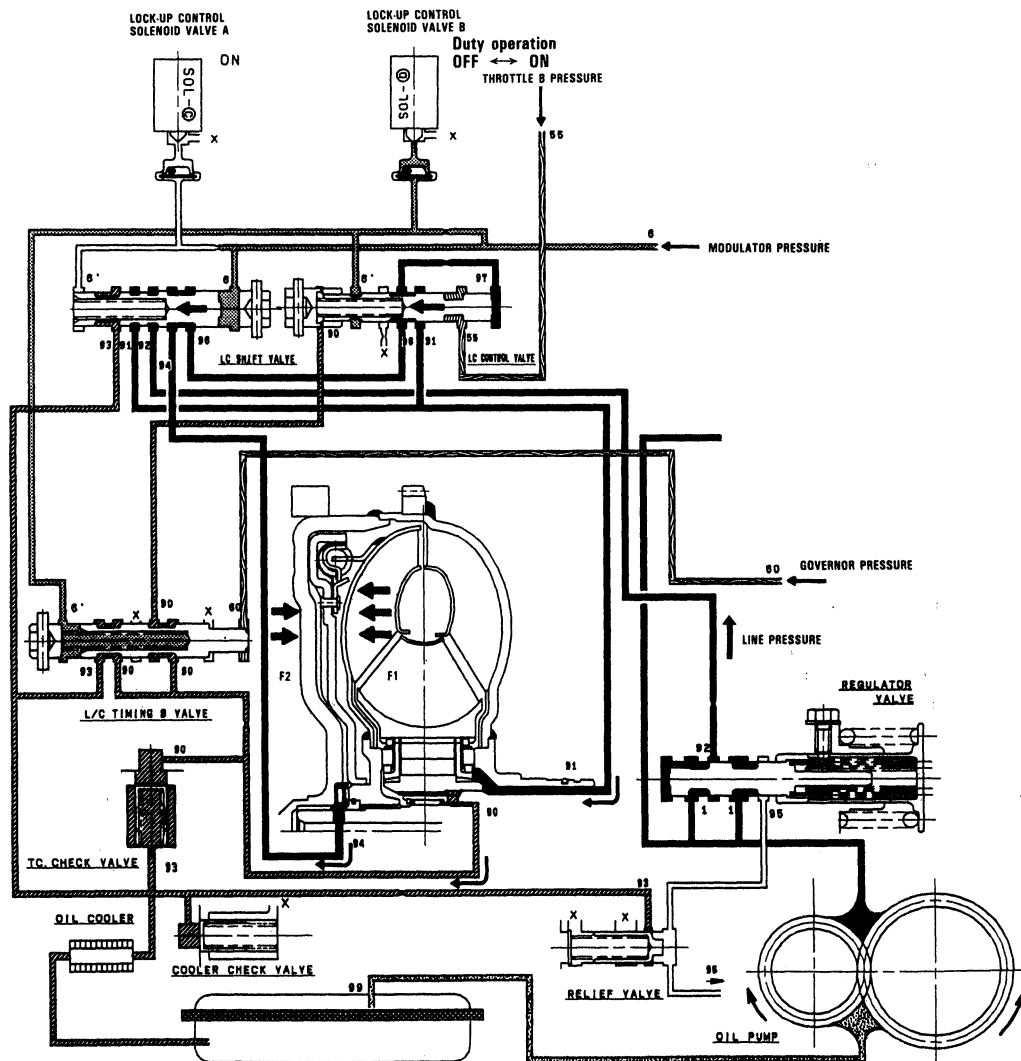 LOCK-UP CONTROL
SOLENOID VALVE A
LOCK-UP CONTROL
SOLENOID VALVE B
ON
Duty operation
OFF ↔ ON
THROTTLE B PRESSURE
SOL-C
SOL-D
X
X
55
6
MODULATOR PRESSURE
6'
6
6'
97
93
91
92
94
96
LC SHIFT VALVE
90
X
96
91
55
LC CONTROL VALVE
60
GOVERNOR PRESSURE
6'
X
90
X
60
LINE PRESSURE
F2
F1
93
90
90
L/C TIMING B VALVE
REGULATOR
VALVE
90
92
91
90
1
1
95
94
TC. CHECK VALVE
93
93
OIL COOLER
X
COOLER CHECK VALVE
X
X
RELIEF VALVE
95
99
OIL PUMP